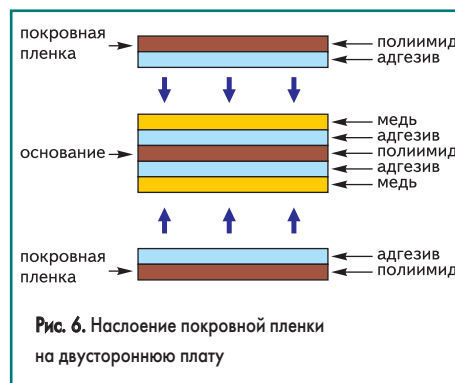 покровная
пленка
полиимид
адгезив
основание
медь
адгезив
полиимид
адгезив
медь
покровная
пленка
адгезив
полиимид
Рис. 6. Наслоение покровной пленки
на двустороннюю плату